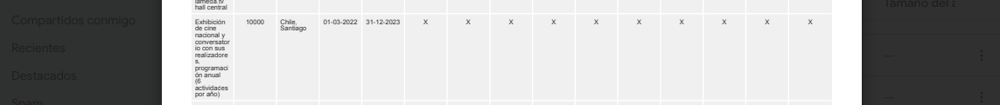 lameda.tv
hall central
Compartidos conmigo
Recientes
Destacados
Spam
Exhibición
de cine
nacional y
conversator
io con sus
realizadore
s,
programaci
ón anual
(6
actividades
por año)
10000
Chile,
Santiago
01-03-2022
31-12-2023
X X X X X X X X X X
Tamaño del a
—
—